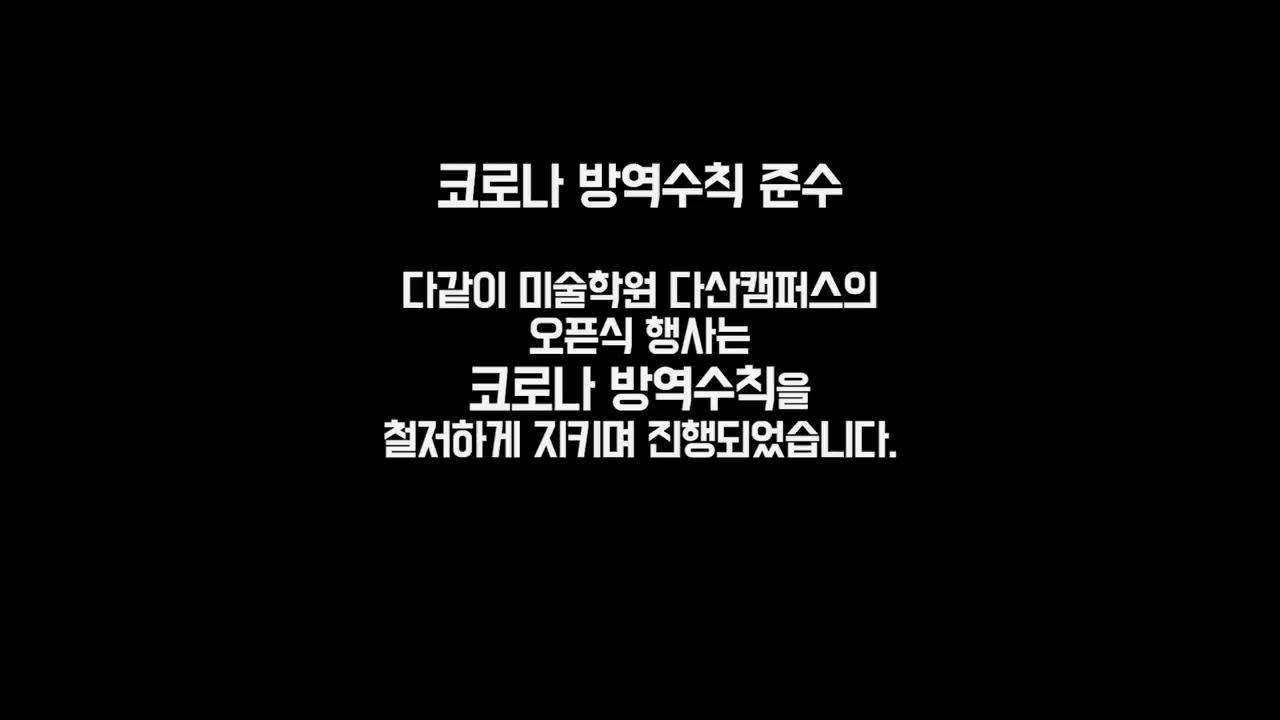 코로나 방역수칙 준수
다같이 미술학원 다산캠퍼스의
오픈식 행사는
코로나 방역수칙을
철저하게 지키며 진행되었습니다.